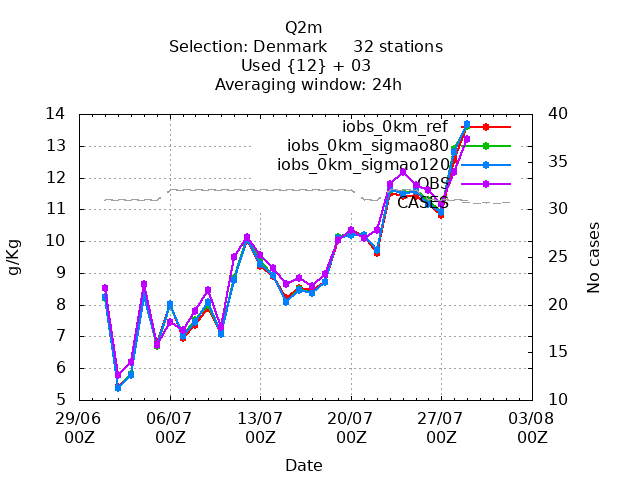 Q2m
Selection: Denmark     32 stations
Used {12} + 03
Averaging window: 24h
14
13
12
11
10
9
8
7
6
5
g/Kg
40
35
30
25
20
15
10
No cases
iobs_0km_ref
iobs_0km_sigmao80
iobs_0km_sigmao120
OBS
CASES
29/06 06/07 13/07 20/07 27/07 03/08
00Z 00Z 00Z 00Z 00Z 00Z
Date